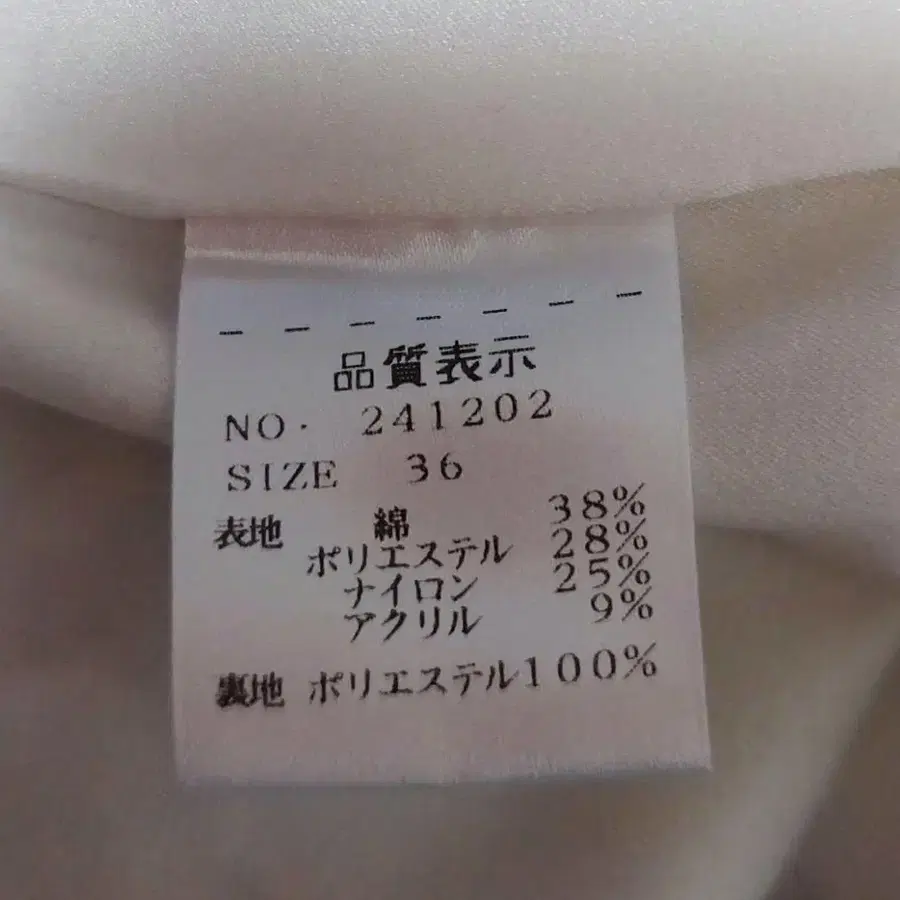 品質表示
NO. 241202
SIZE 36
表地 綿 38%
ポリエステル 28%
ナイロン 25%
アクリル 9%
裏地 ポリエステル100%